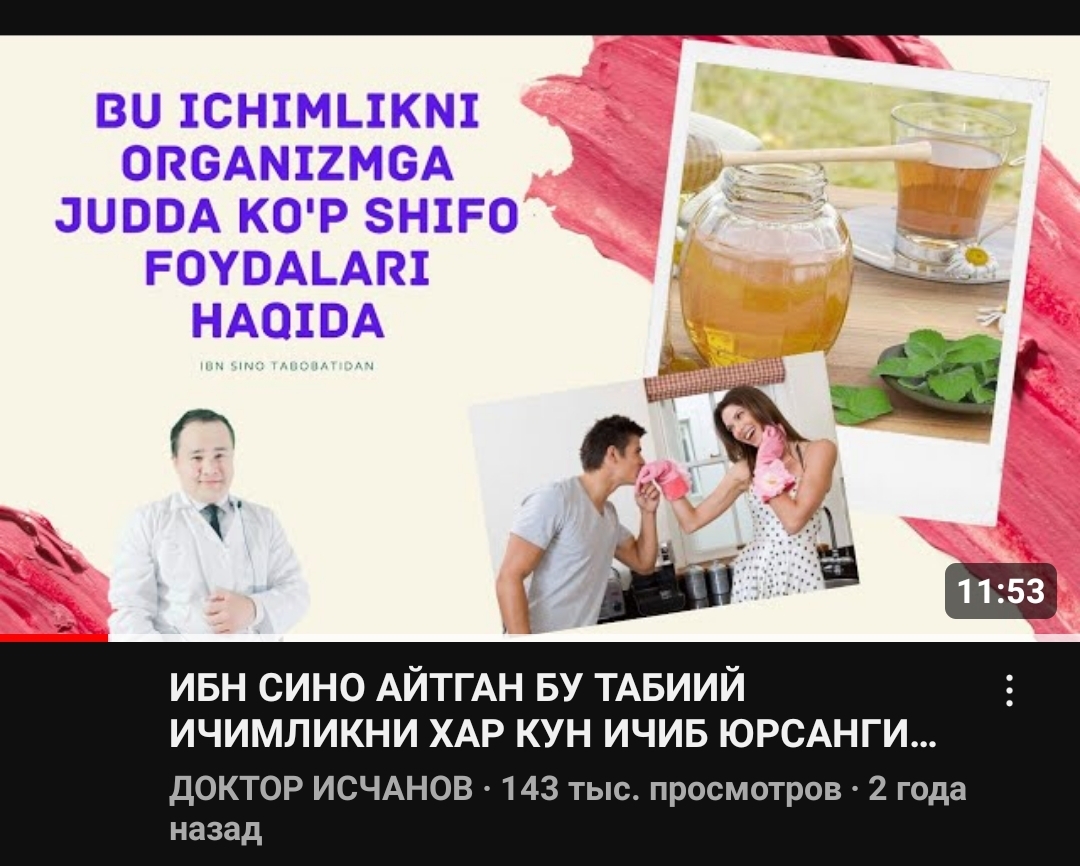 BU ICHIMLIKNI
ORGANIZMGA
JUDDA KO'P SHIFO
FOYDALARI
HAQIDA
IBN SINO TABOBATIDAN
11:53
ИБН СИНО АЙТГАН БУ ТАБИИЙ
ИЧИМЛИКНИ ХАР КУН ИЧИБ ЮРСАНГИ...
ДОКТОР ИСЧАНОВ · 143 тыс. просмотров · 2 года
назад